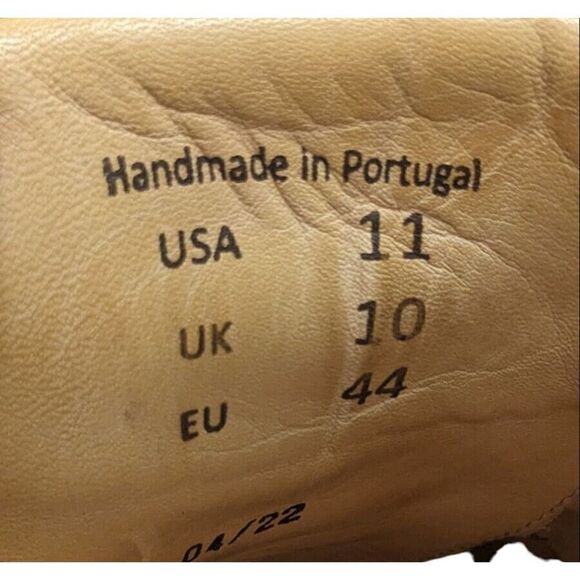 Handmade in Portugal
USA 11
UK 10
EU 44
04/22